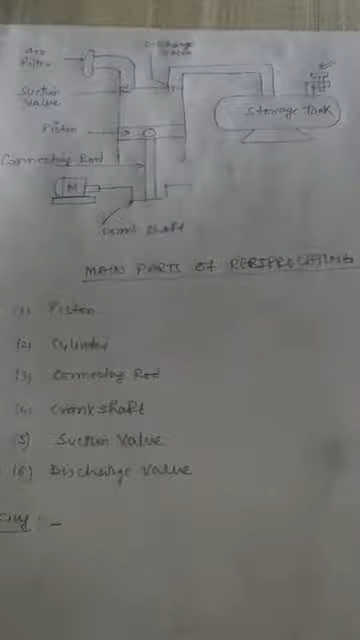 Discharge Valve
air
filter
Suction
Valve
Piston
Storage Tank
Connecting Rod
M
Crank Shaft
MAIN PARTS OF RECIPROCATING
(1) Piston
(2) Cylinder
(3) Connecting Rod
(4) Crank shaft
(5) Suction Valve
(6) Discharge Valve